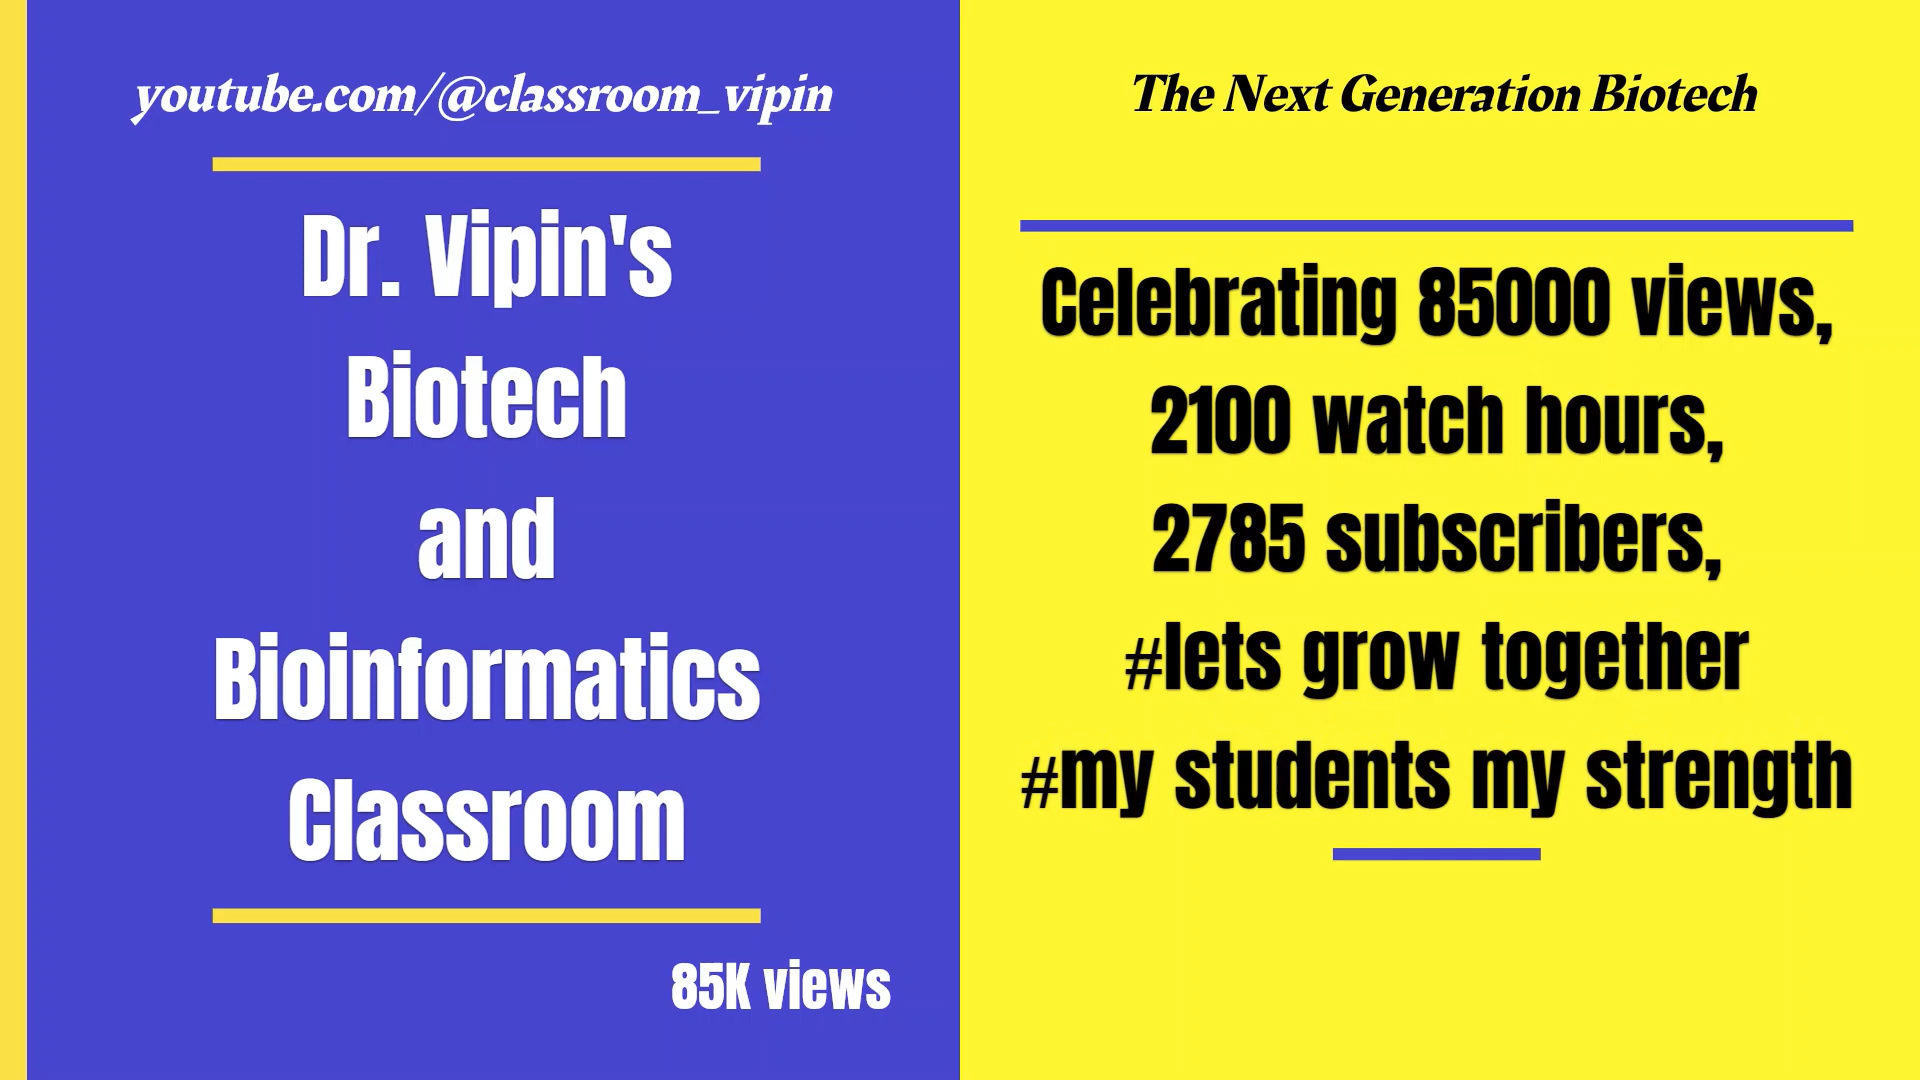 youtube.com/@classroom_vipin
Dr. Vipin's
Biotech
and
Bioinformatics
Classroom
85K views
The Next Generation Biotech
Celebrating 85000 views,
2100 watch hours,
2785 subscribers,
#lets grow together
#my students my strength